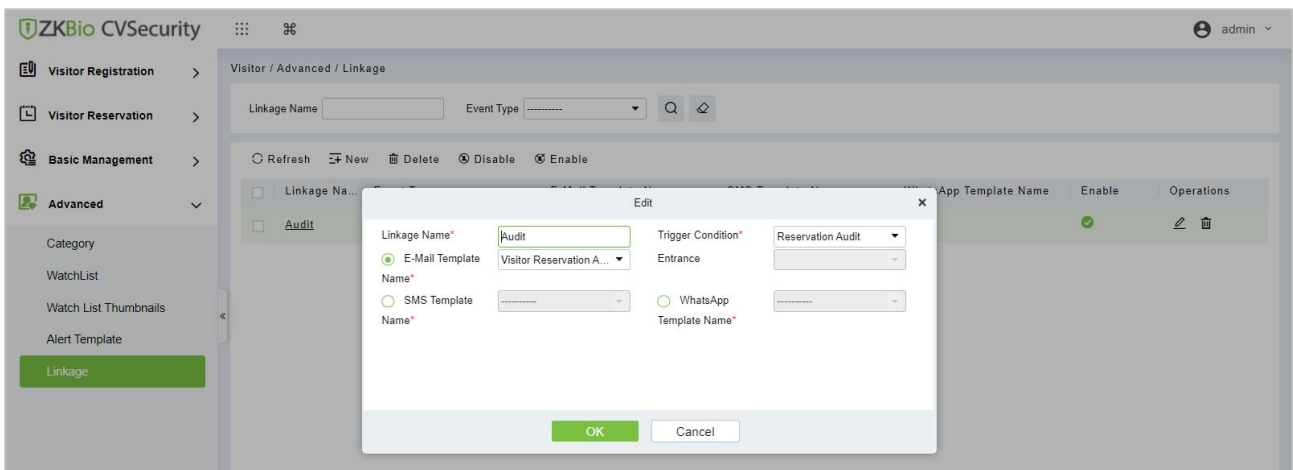 ZKBio CVSecurity
admin
Visitor Registration
Visitor Reservation
Basic Management
Advanced
Category
WatchList
Watch List Thumbnails
Alert Template
Linkage
Visitor / Advanced / Linkage
Linkage Name Event Type ----------
Refresh New Delete Disable Enable
Linkage Na... App Template Name Enable Operations
Audit
Edit
Linkage Name* Audit Trigger Condition* Reservation Audit
E-Mail Template Name* Visitor Reservation A... Entrance
SMS Template Name* ---------- WhatsApp Template Name* ----------
OK Cancel